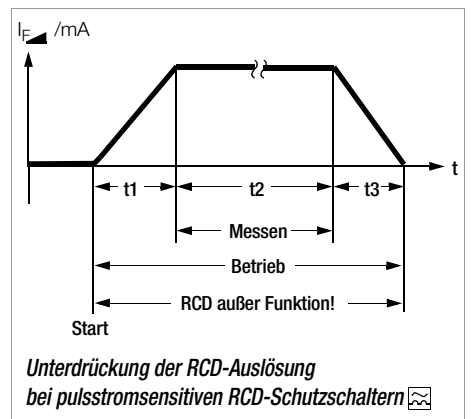 I_F /mA
t
t1 t2 t3
Messen
Betrieb
RCD außer Funktion!
Start
Unterdrückung der RCD-Auslösung
bei pulsstromsensitiven RCD-Schutzschaltern